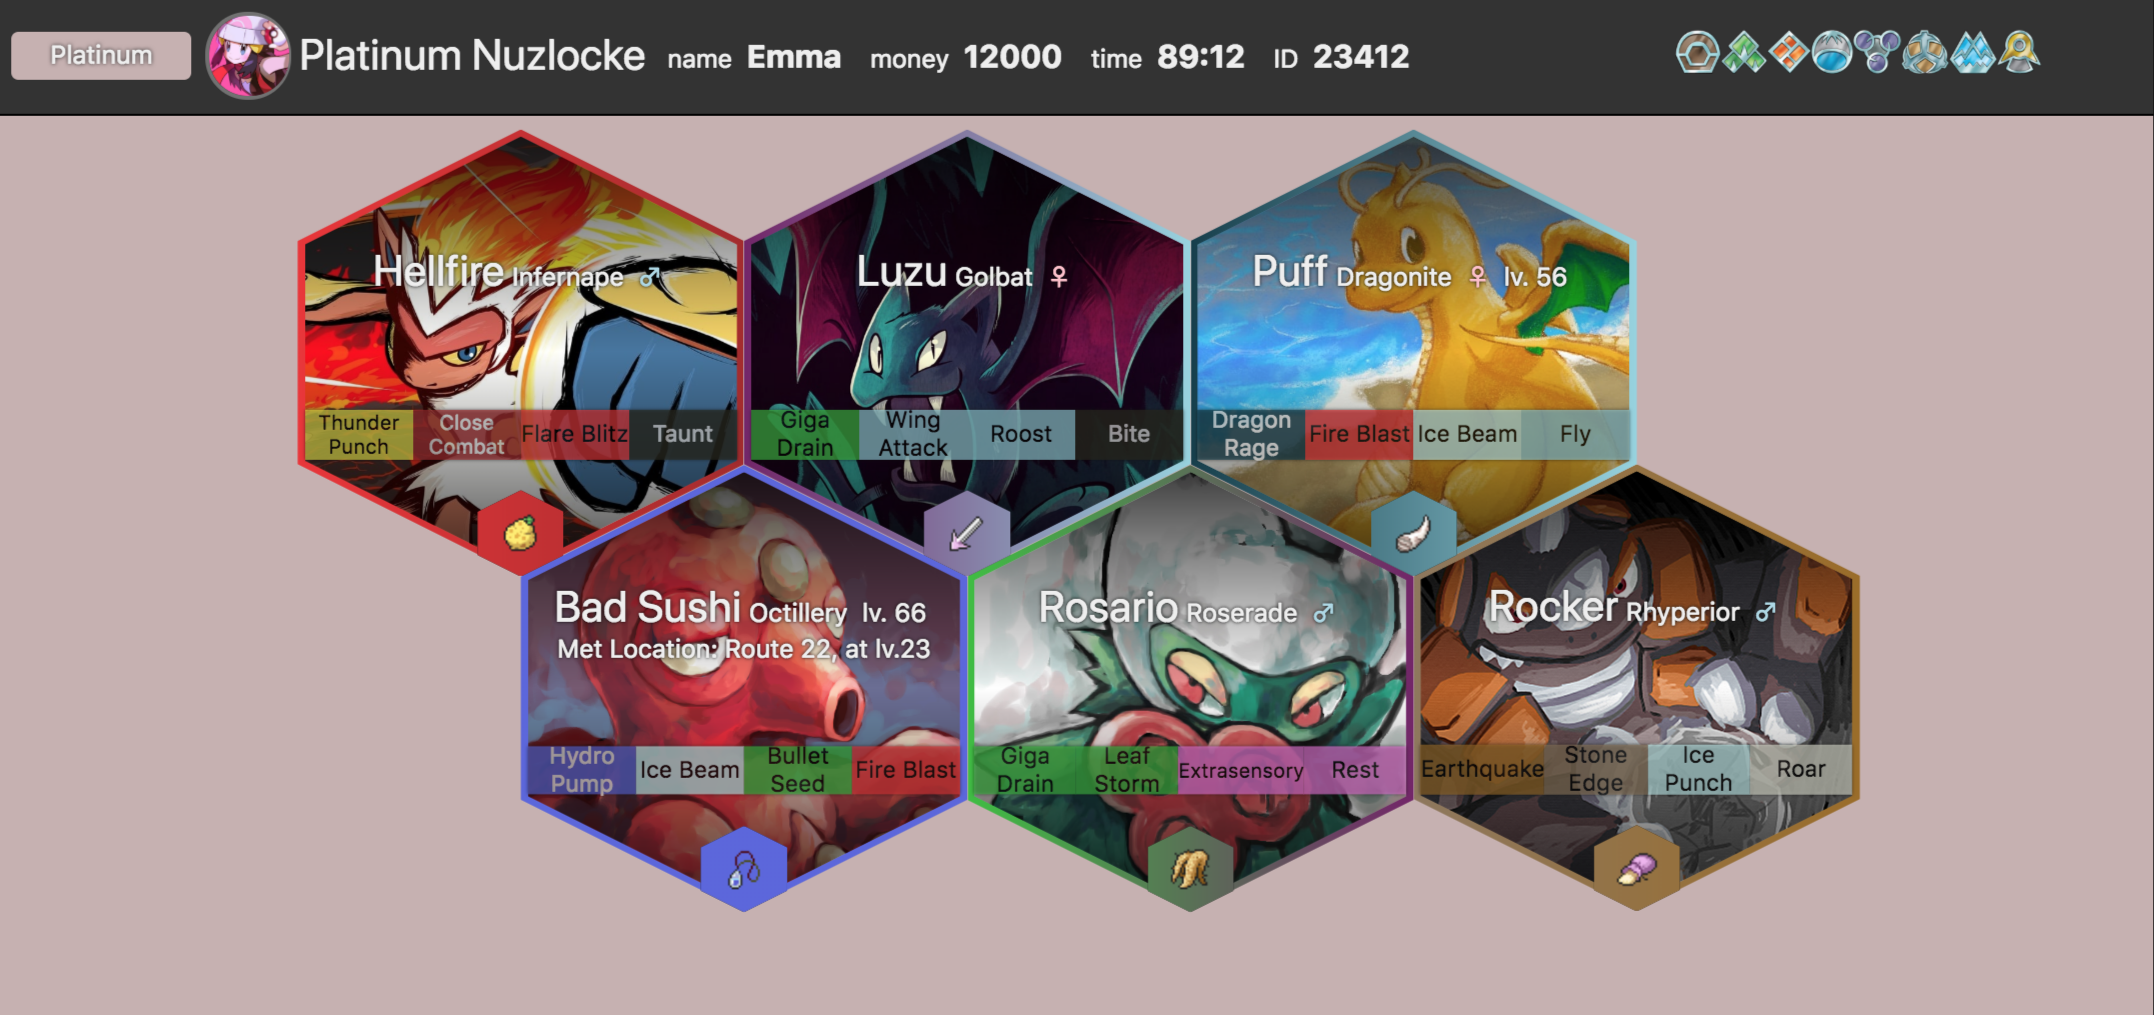 Platinum
Platinum Nuzlocke name Emma money 12000 time 89:12 ID 23412
Hellfire Infernape ♂
Thunder Punch
Close Combat
Flare Blitz
Taunt
Luzu Golbat ♀
Giga Drain
Wing Attack
Roost
Bite
Puff Dragonite ♀ lv. 56
Dragon Rage
Fire Blast
Ice Beam
Fly
Bad Sushi Octillery lv. 66
Met Location: Route 22, at lv.23
Hydro Pump
Ice Beam
Bullet Seed
Fire Blast
Rosario Roserade ♂
Giga Drain
Leaf Storm
Extrasensory
Rest
Rocker Rhyperior ♂
Earthquake
Stone Edge
Ice Punch
Roar